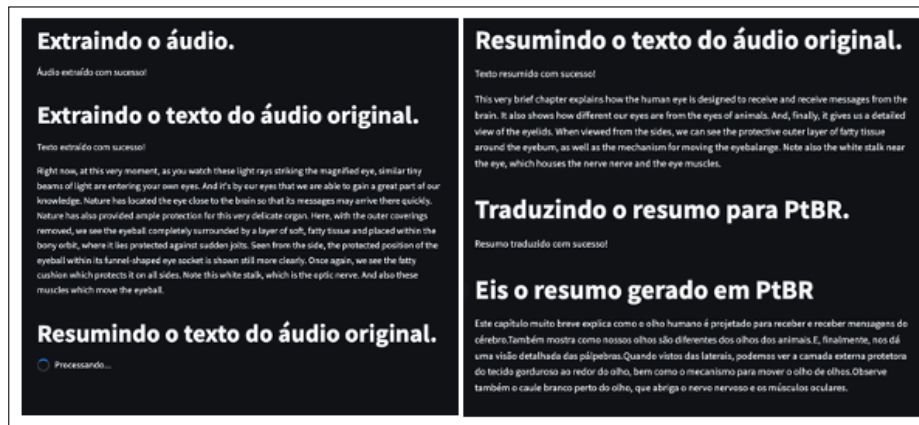 Extraindo o áudio.
Áudio extraído com sucesso!
Extraindo o texto do áudio original.
Texto extraído com sucesso!
Right now, at this very moment, as you watch these light rays striking the magnified eye, similar tiny
beams of light are entering your own eyes. And it's by our eyes that we are able to gain a great part of our
knowledge. Nature has located the eye close to the brain so that its messages may arrive there quickly.
Nature has also provided ample protection for this very delicate organ. Here, with the outer coverings
removed, we see the eyeball completely surrounded by a layer of soft, fatty tissue and placed within the
bony orbit, where it lies protected against sudden jolts. Seen from the side, the protected position of the
eyeball within its funnel-shaped eye socket is shown still more clearly. Once again, we see the fatty
cushion which protects it on all sides. Note this white stalk, which is the optic nerve. And also these
muscles which move the eyeball.
Resumindo o texto do áudio original.
Processando...
Resumindo o texto do áudio original.
Texto resumido com sucesso!
This very brief chapter explains how the human eye is designed to receive and receive messages from the
brain. It also shows how different our eyes are from the eyes of animals. And, finally, it gives us a detailed
view of the eyelids. When viewed from the sides, we can see the protective outer layer of fatty tissue
around the eyebum, as well as the mechanism for moving the eyebalange. Note also the white stalk near
the eye, which houses the nerve nerve and the eye muscles.
Traduzindo o resumo para PtBR.
Resumo traduzido com sucesso!
Eis o resumo gerado em PtBR
Este capítulo muito breve explica como o olho humano é projetado para receber e receber mensagens do
cérebro.Também mostra como nossos olhos são diferentes dos olhos dos animais.E, finalmente, nos dá
uma visão detalhada das pálpebras.Quando vistos das laterais, podemos ver a camada externa protetora
do tecido gorduroso ao redor do olho, bem como o mecanismo para mover o olho de olhos.Observe
também o caule branco perto do olho, que abriga o nervo nervoso e os músculos oculares.